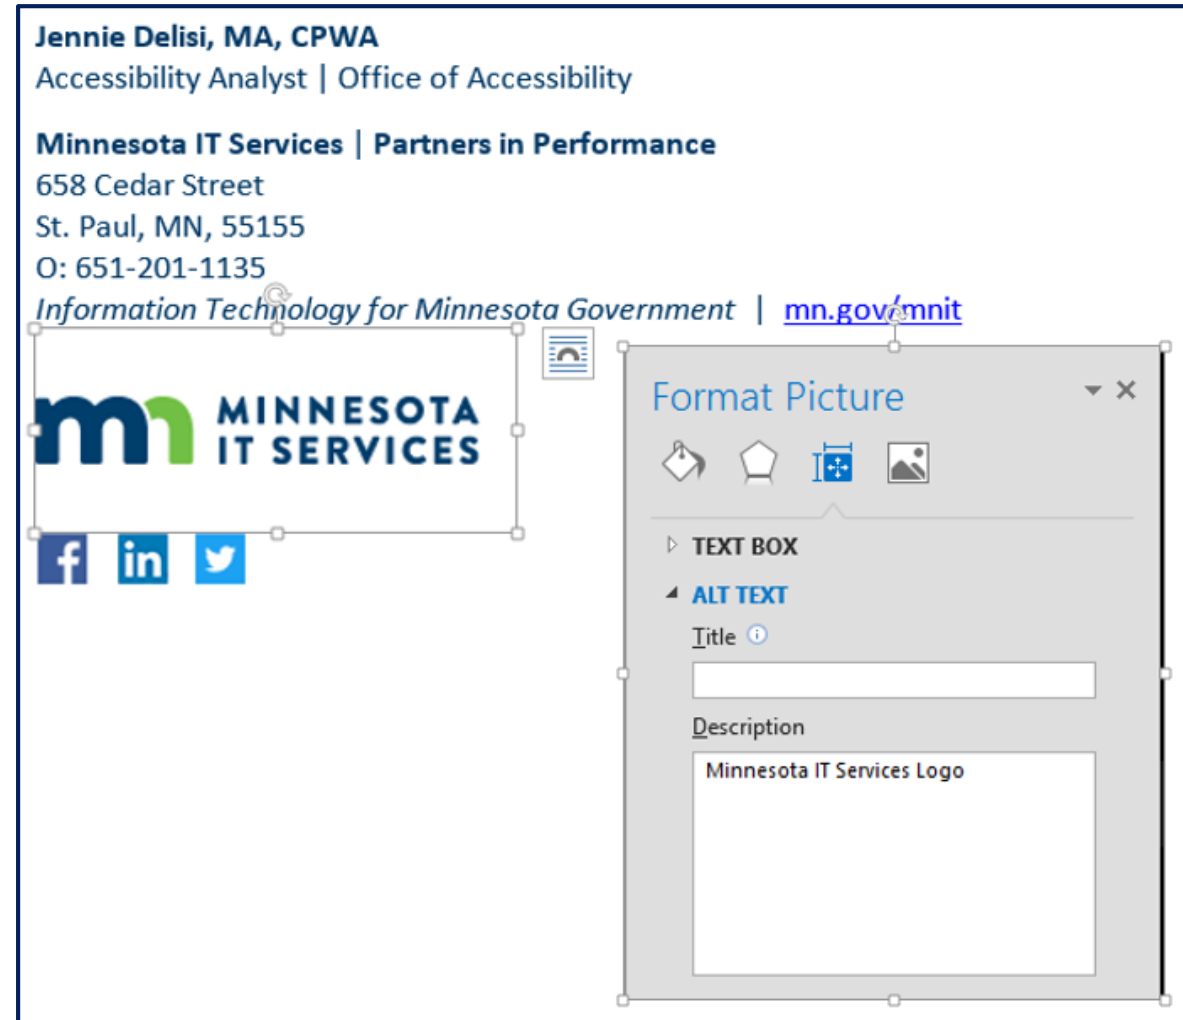 Jennie Delisi, MA, CPWA
Accessibility Analyst | Office of Accessibility
Minnesota IT Services | Partners in Performance
658 Cedar Street
St. Paul, MN, 55155
O: 651-201-1135
Information Technology for Minnesota Government | mn.gov/mnit
mn MINNESOTA
IT SERVICES
f in
Format Picture
TEXT BOX
ALT TEXT
Title
Description
Minnesota IT Services Logo